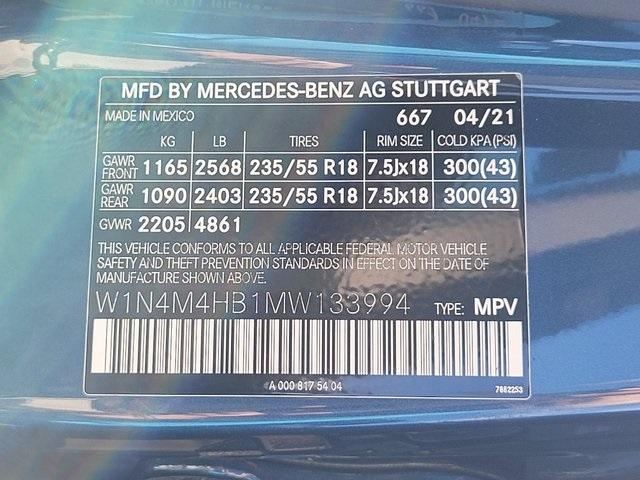 MFD BY MERCEDES-BENZ AG STUTTGART
MADE IN MEXICO 667 04/21
KG LB TIRES RIM SIZE COLD KPA(PSI)
GAWR FRONT 1165 2568 235/55 R18 7.5Jx18 300(43)
GAWR REAR 1090 2403 235/55 R18 7.5Jx18 300(43)
GVWR 2205 4861
THIS VEHICLE CONFORMS TO ALL APPLICABLE FEDERAL MOTOR VEHICLE
SAFETY AND THEFT PREVENTION STANDARDS IN EFFECT ON THE DATE OF
MANUFACTURE SHOWN ABOVE.
W1N4M4HB1MW133994 TYPE: MPV
A 000 817 54 04 7882253